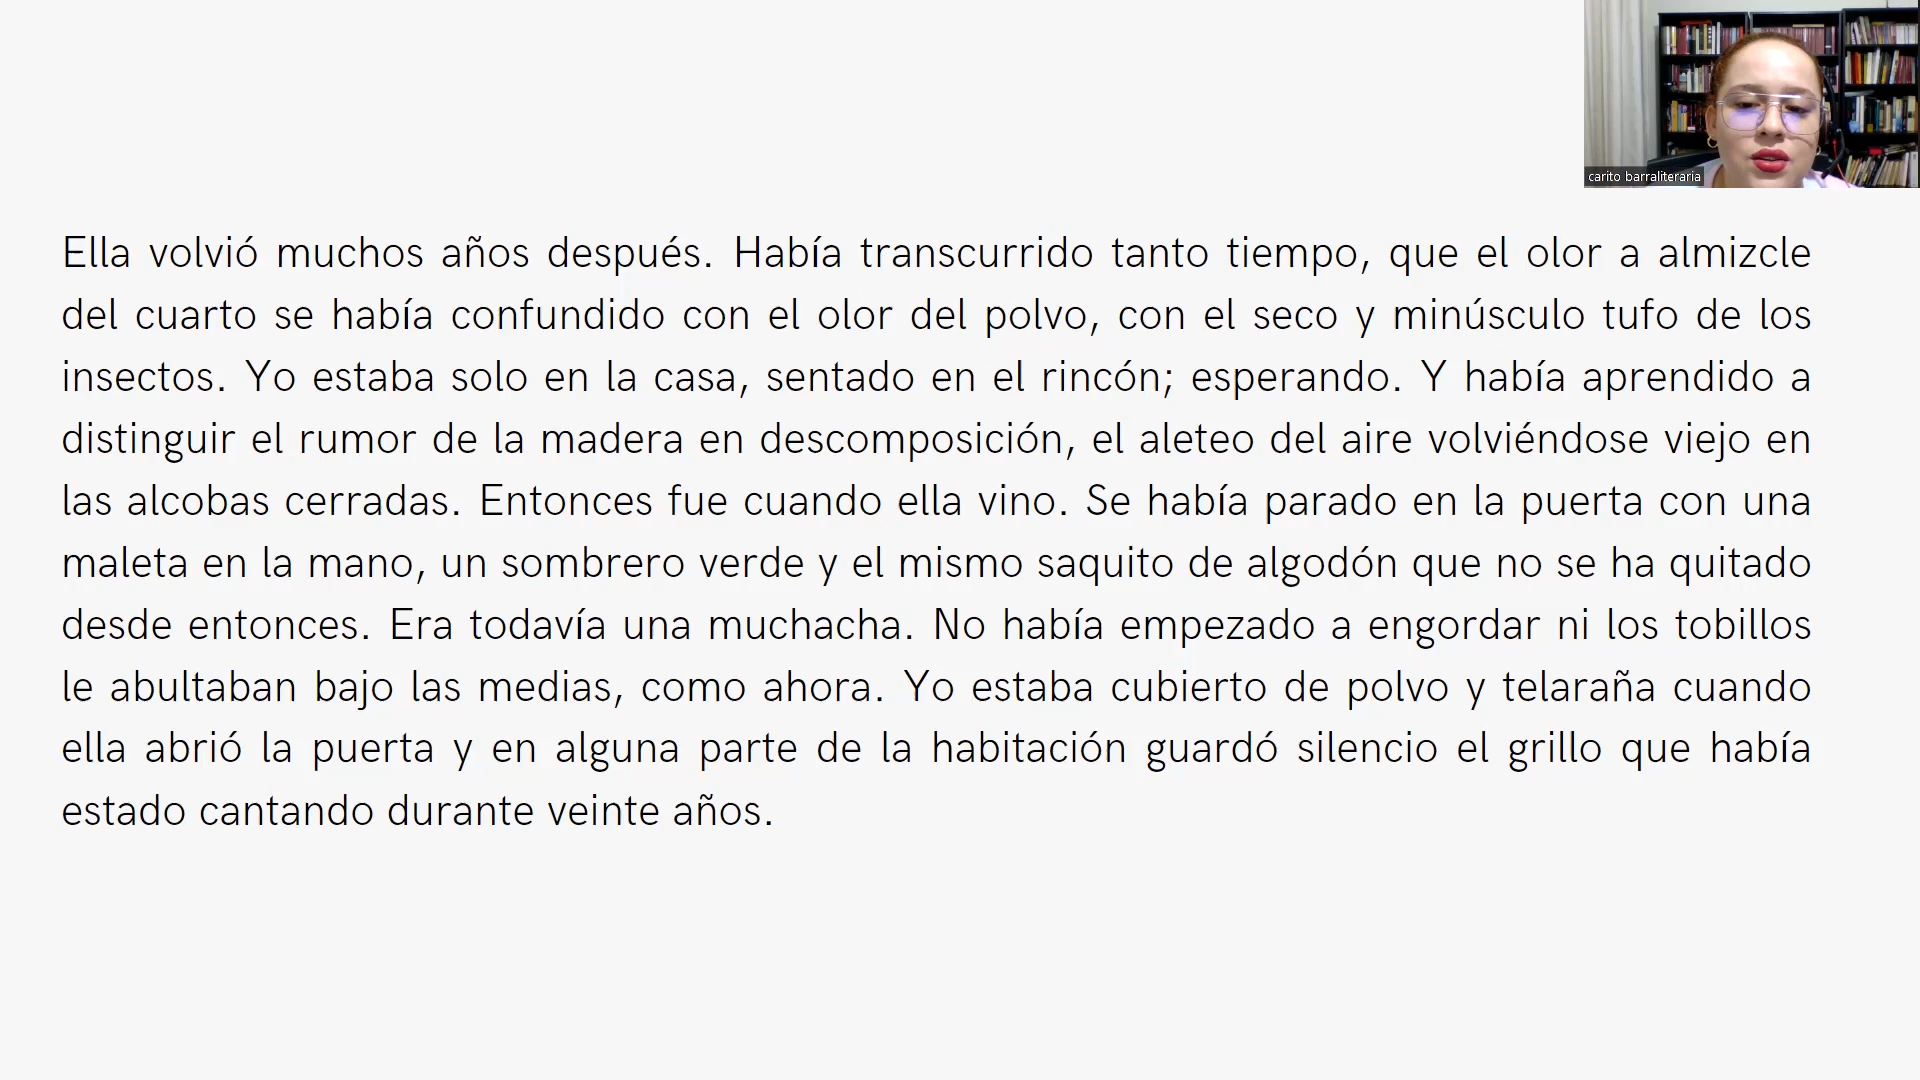 carito barraliteraria
Ella volvió muchos años después. Había transcurrido tanto tiempo, que el olor a almizcle
del cuarto se había confundido con el olor del polvo, con el seco y minúsculo tufo de los
insectos. Yo estaba solo en la casa, sentado en el rincón; esperando. Y había aprendido a
distinguir el rumor de la madera en descomposición, el aleteo del aire volviéndose viejo en
las alcobas cerradas. Entonces fue cuando ella vino. Se había parado en la puerta con una
maleta en la mano, un sombrero verde y el mismo saquito de algodón que no se ha quitado
desde entonces. Era todavía una muchacha. No había empezado a engordar ni los tobillos
le abultaban bajo las medias, como ahora. Yo estaba cubierto de polvo y telaraña cuando
ella abrió la puerta y en alguna parte de la habitación guardó silencio el grillo que había
estado cantando durante veinte años.